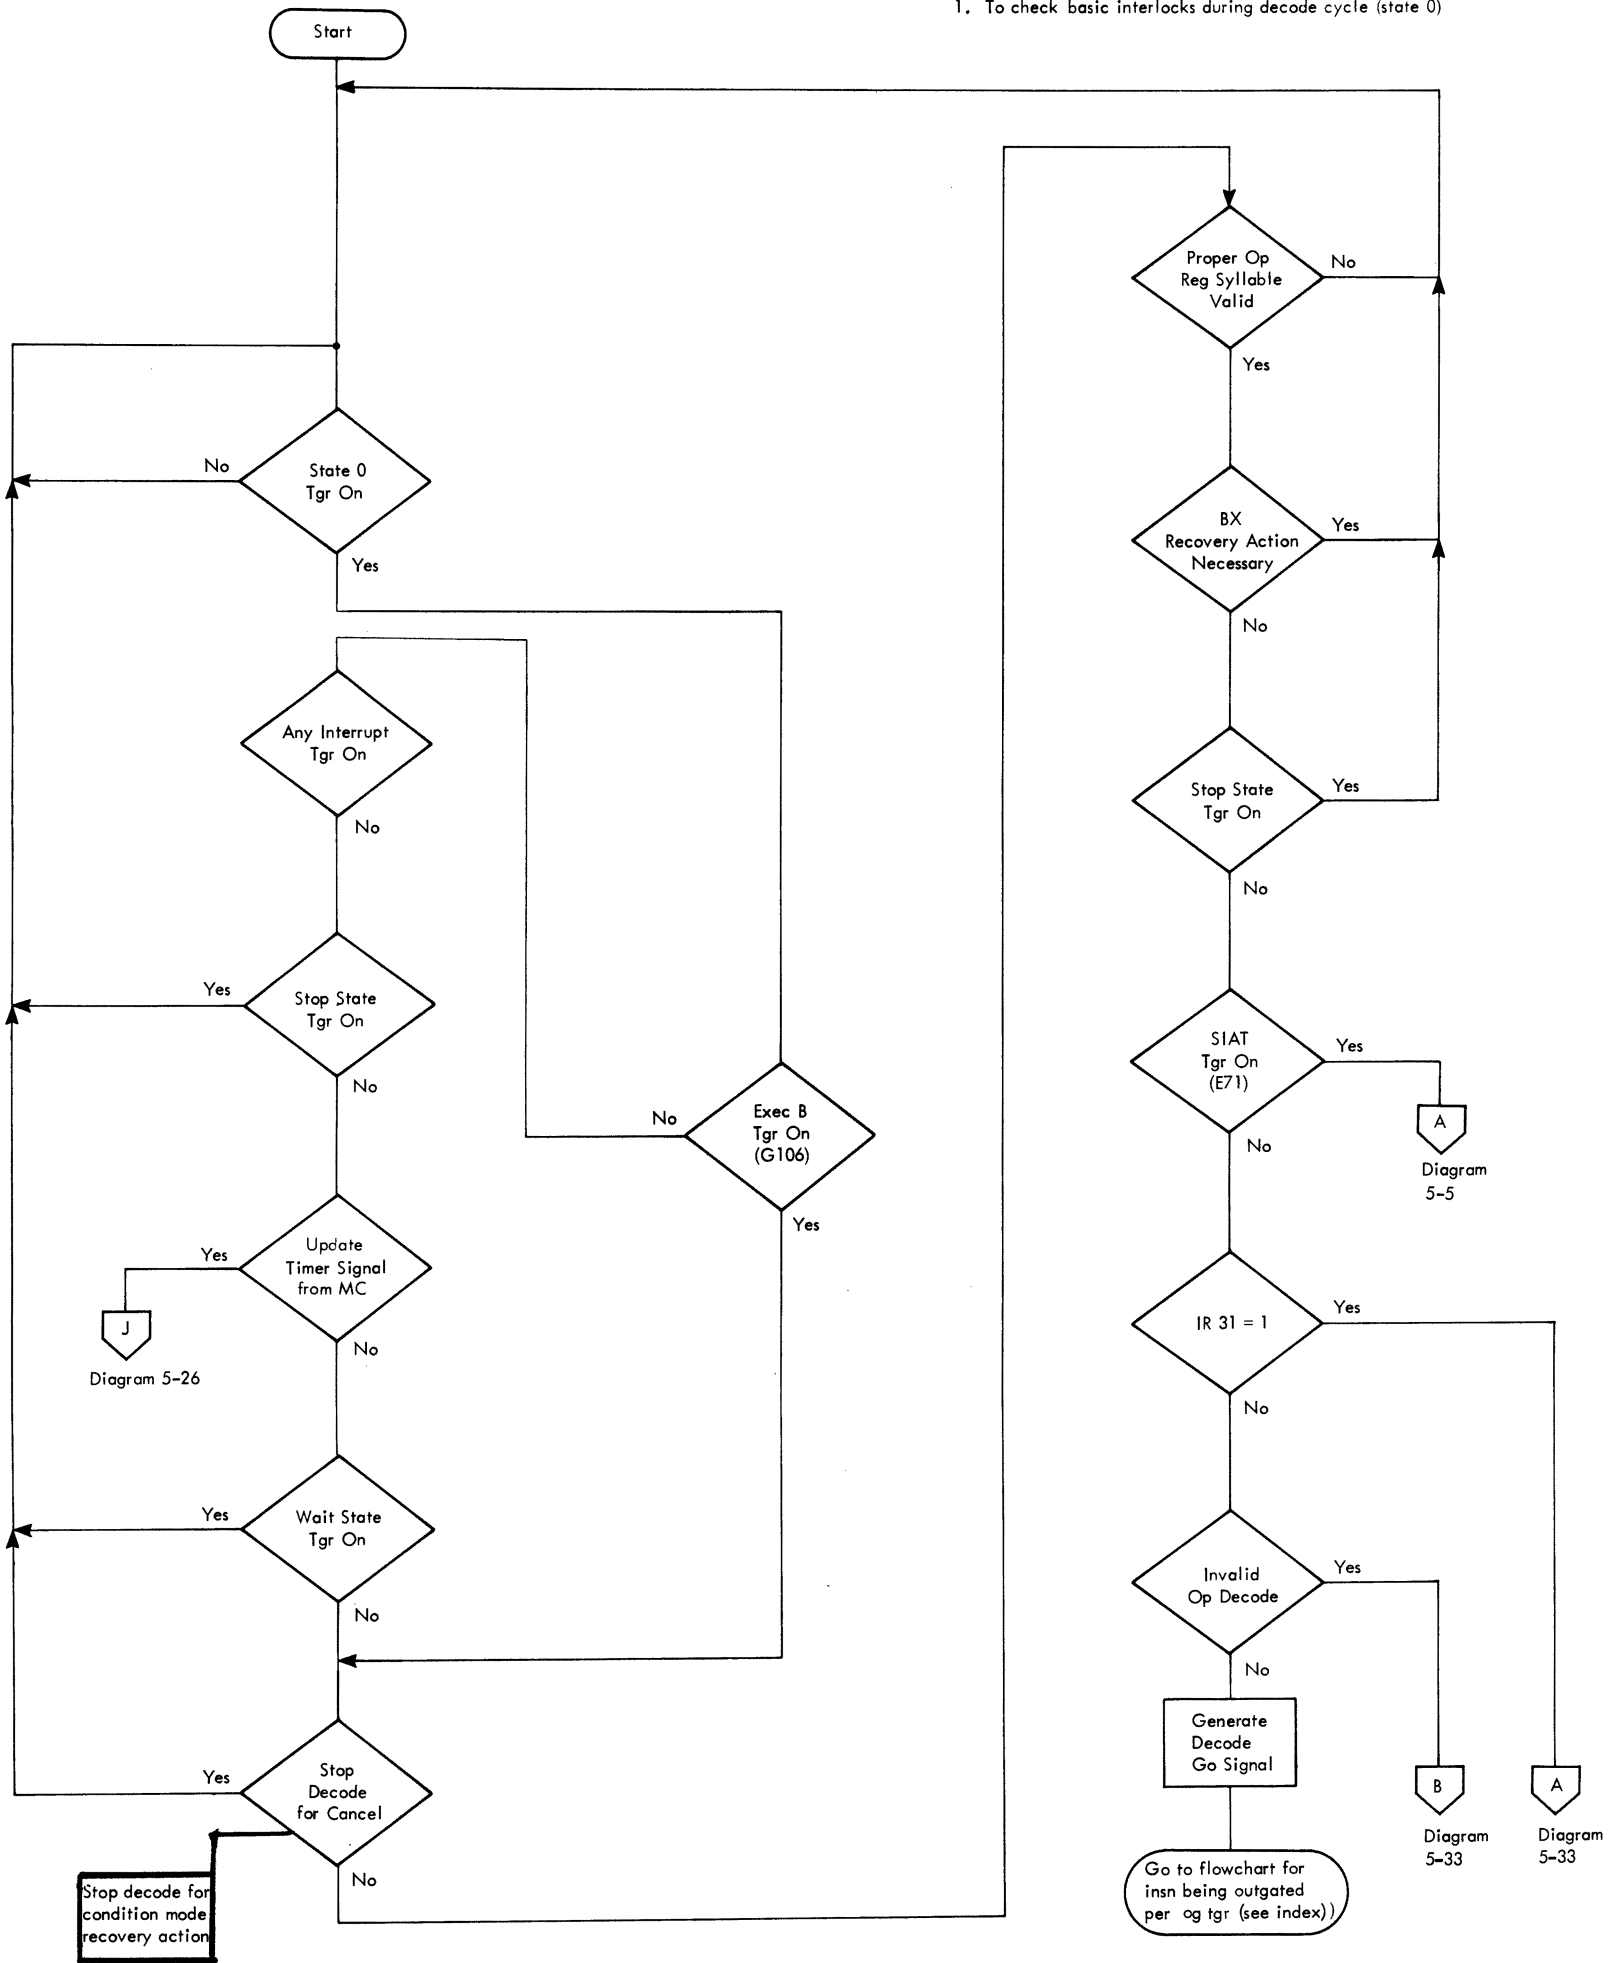 1. To check basic interlocks during decode cycle (state 0)
Start
State 0
Tgr On
No
Yes
Any Interrupt
Tgr On
No
Stop State
Tgr On
Yes
No
Exec B
Tgr On
(G106)
No
Yes
Update
Timer Signal
from MC
Yes
No
J
Diagram 5-26
Wait State
Tgr On
Yes
No
Stop
Decode
for Cancel
Yes
No
Stop decode for
condition mode
recovery action
Proper Op
Reg Syllable
Valid
No
Yes
BX
Recovery Action
Necessary
Yes
No
Stop State
Tgr On
Yes
No
SIAT
Tgr On
(E71)
Yes
No
A
Diagram
5-5
IR 31 = 1
Yes
No
Invalid
Op Decode
Yes
No
Generate
Decode
Go Signal
B
Diagram
5-33
A
Diagram
5-33
Go to flowchart for
insn being outgated
per og tgr (see index))